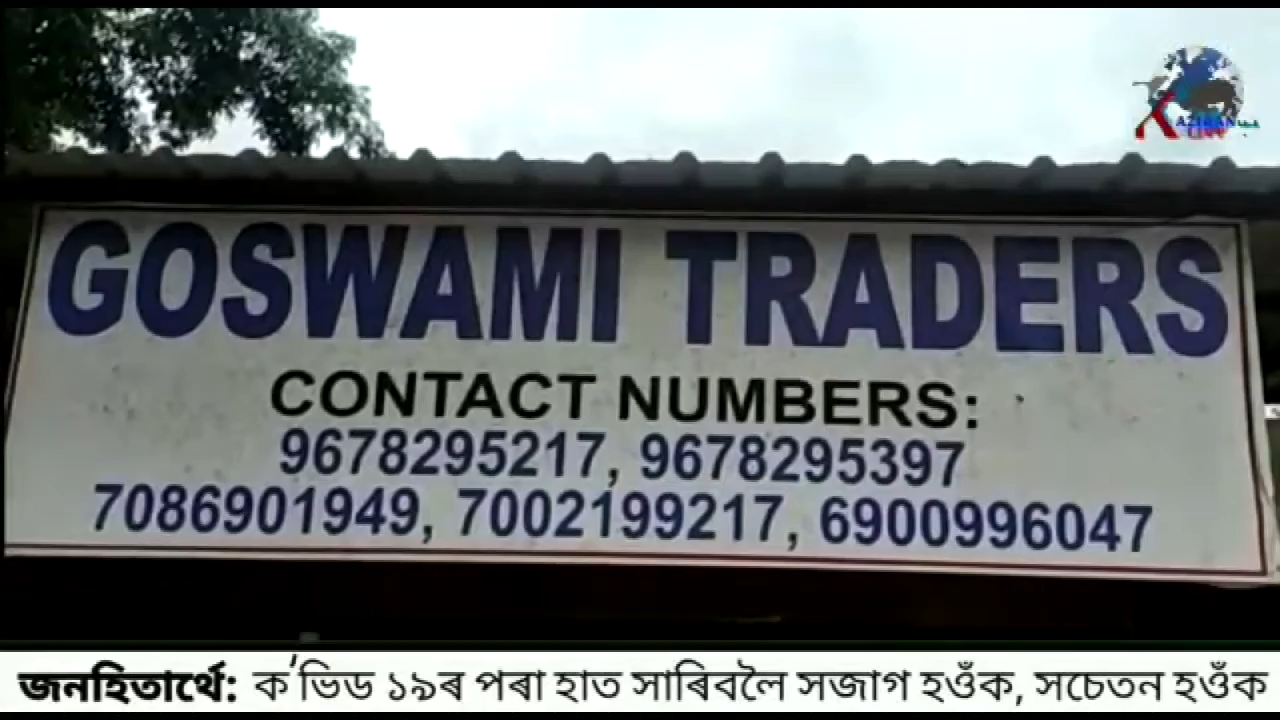 GOSWAMI TRADERS
CONTACT NUMBERS:
9678295217, 9678295397
7086901949, 7002199217, 6900996047
জনহিতাৰ্থে: ক'ভিড ১৯ৰ পৰা হাত সাৰিবলৈ সজাগ হওঁক, সচেতন হওঁক